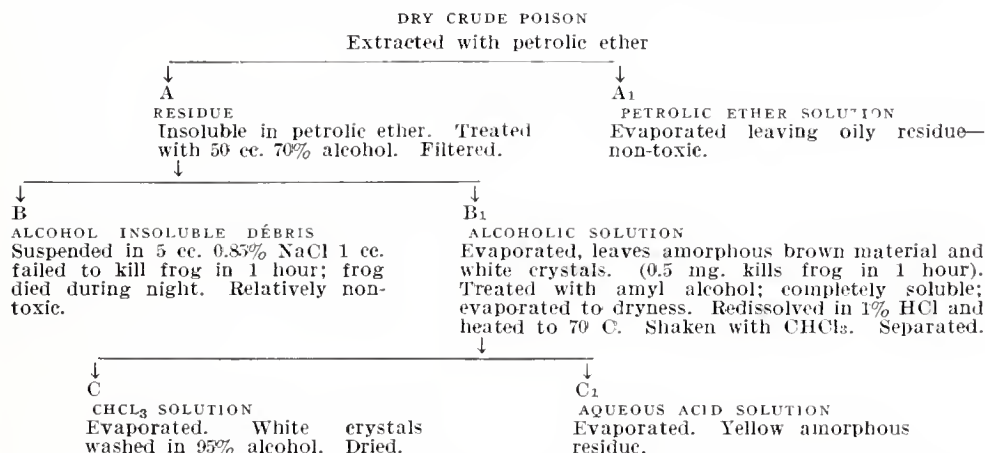 DRY CRUDE POISON
Extracted with petrolic ether
A
RESIDUE
Insoluble in petrolic ether. Treated
with 50 cc. 70% alcohol. Filtered.
A1
PETROLIC ETHER SOLUTION
Evaporated leaving oily residue—
non-toxic.
B
ALCOHOL INSOLUBLE DÉBRIS
Suspended in 5 cc. 0.85% NaCl 1 cc.
failed to kill frog in 1 hour; frog
died during night. Relatively non-
toxic.
B1
ALCOHOLIC SOLUTION
Evaporated, leaves amorphous brown material and
white crystals. (0.5 mg. kills frog in 1 hour).
Treated with amyl alcohol; completely soluble;
evaporated to dryness. Redissolved in 1% HCl and
heated to 70 C. Shaken with CHCl3. Separated.
C
CHCL3 SOLUTION
Evaporated. White crystals
washed in 95% alcohol. Dried.
C1
AQUEOUS ACID SOLUTION
Evaporated. Yellow amorphous
residue.